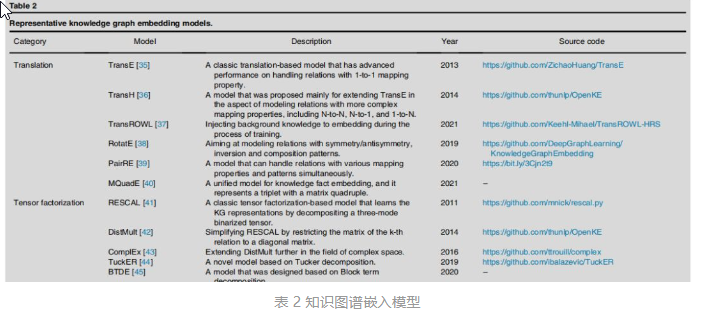 Table 2
Representative knowledge graph embedding models.
Category Model Description Year Source code
Translation TransE [35] A classic translation-based model that has advanced 2013 https://github.com/ZichaoHuang/TransE
performance on handling relations with 1-to-1 mapping
property.
TransH [36] A model that was proposed mainly for extending TransE in 2014 https://github.com/thunlp/OpenKE
the aspect of modeling relations with more complex
mapping properties, including N-to-N, N-to-1, and 1-to-N.
TransROWL [37] Injecting background knowledge to embedding during the 2021 https://github.com/Keehl-Mihael/TransROWL-HRS
process of training.
RotatE [38] Aiming at modeling relations with symmetry/antisymmetry, 2019 https://github.com/DeepGraphLearning/
inversion and composition patterns. KnowledgeGraphEmbedding
PairRE [39] A model that can handle relations with various mapping 2020 https://bit.ly/3Cjn2t9
properties and patterns simultaneously.
MQuadE [40] A unified model for knowledge fact embedding, and it 2021 –
represents a triplet with a matrix quadruple.
Tensor factorization RESCAL [41] A classic tensor factorization-based model that learns the 2011 https://github.com/mnick/rescal.py
KG representations by decomposing a three-mode
binarized tensor.
DistMult [42] Simplifying RESCAL by restricting the matrix of the k-th 2014 https://github.com/thunlp/OpenKE
relation to a diagonal matrix.
ComplEx [43] Extending DistMult further in the field of complex space. 2016 https://github.com/ttrouill/complex
TuckER [44] A novel model based on Tucker decomposition. 2019 https://github.com/ibalazevic/TuckER
BTDE [45] A model that was designed based on Block term 2020 –
decomposition.
表 2 知识图谱嵌入模型